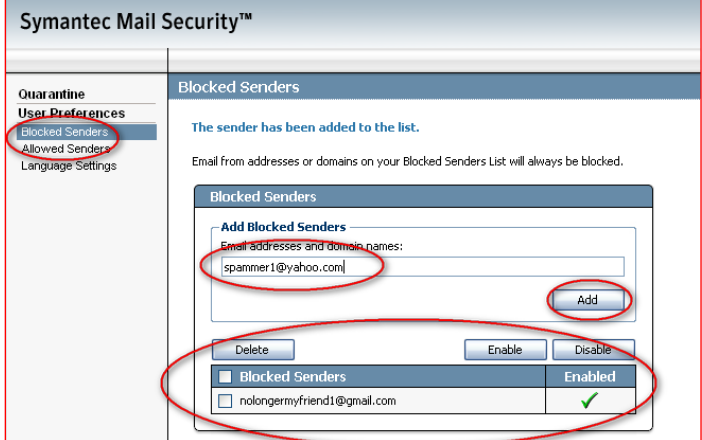 Symantec Mail Security™
Quarantine
User Preferences
Blocked Senders
Allowed Senders
Language Settings
Blocked Senders
The sender has been added to the list.
Email from addresses or domains on your Blocked Senders List will always be blocked.
Blocked Senders
Add Blocked Senders
Email addresses and domain names:
spammer1@yahoo.com
Add
Delete Enable Disable
Blocked Senders Enabled
nolongermyfriend1@gmail.com